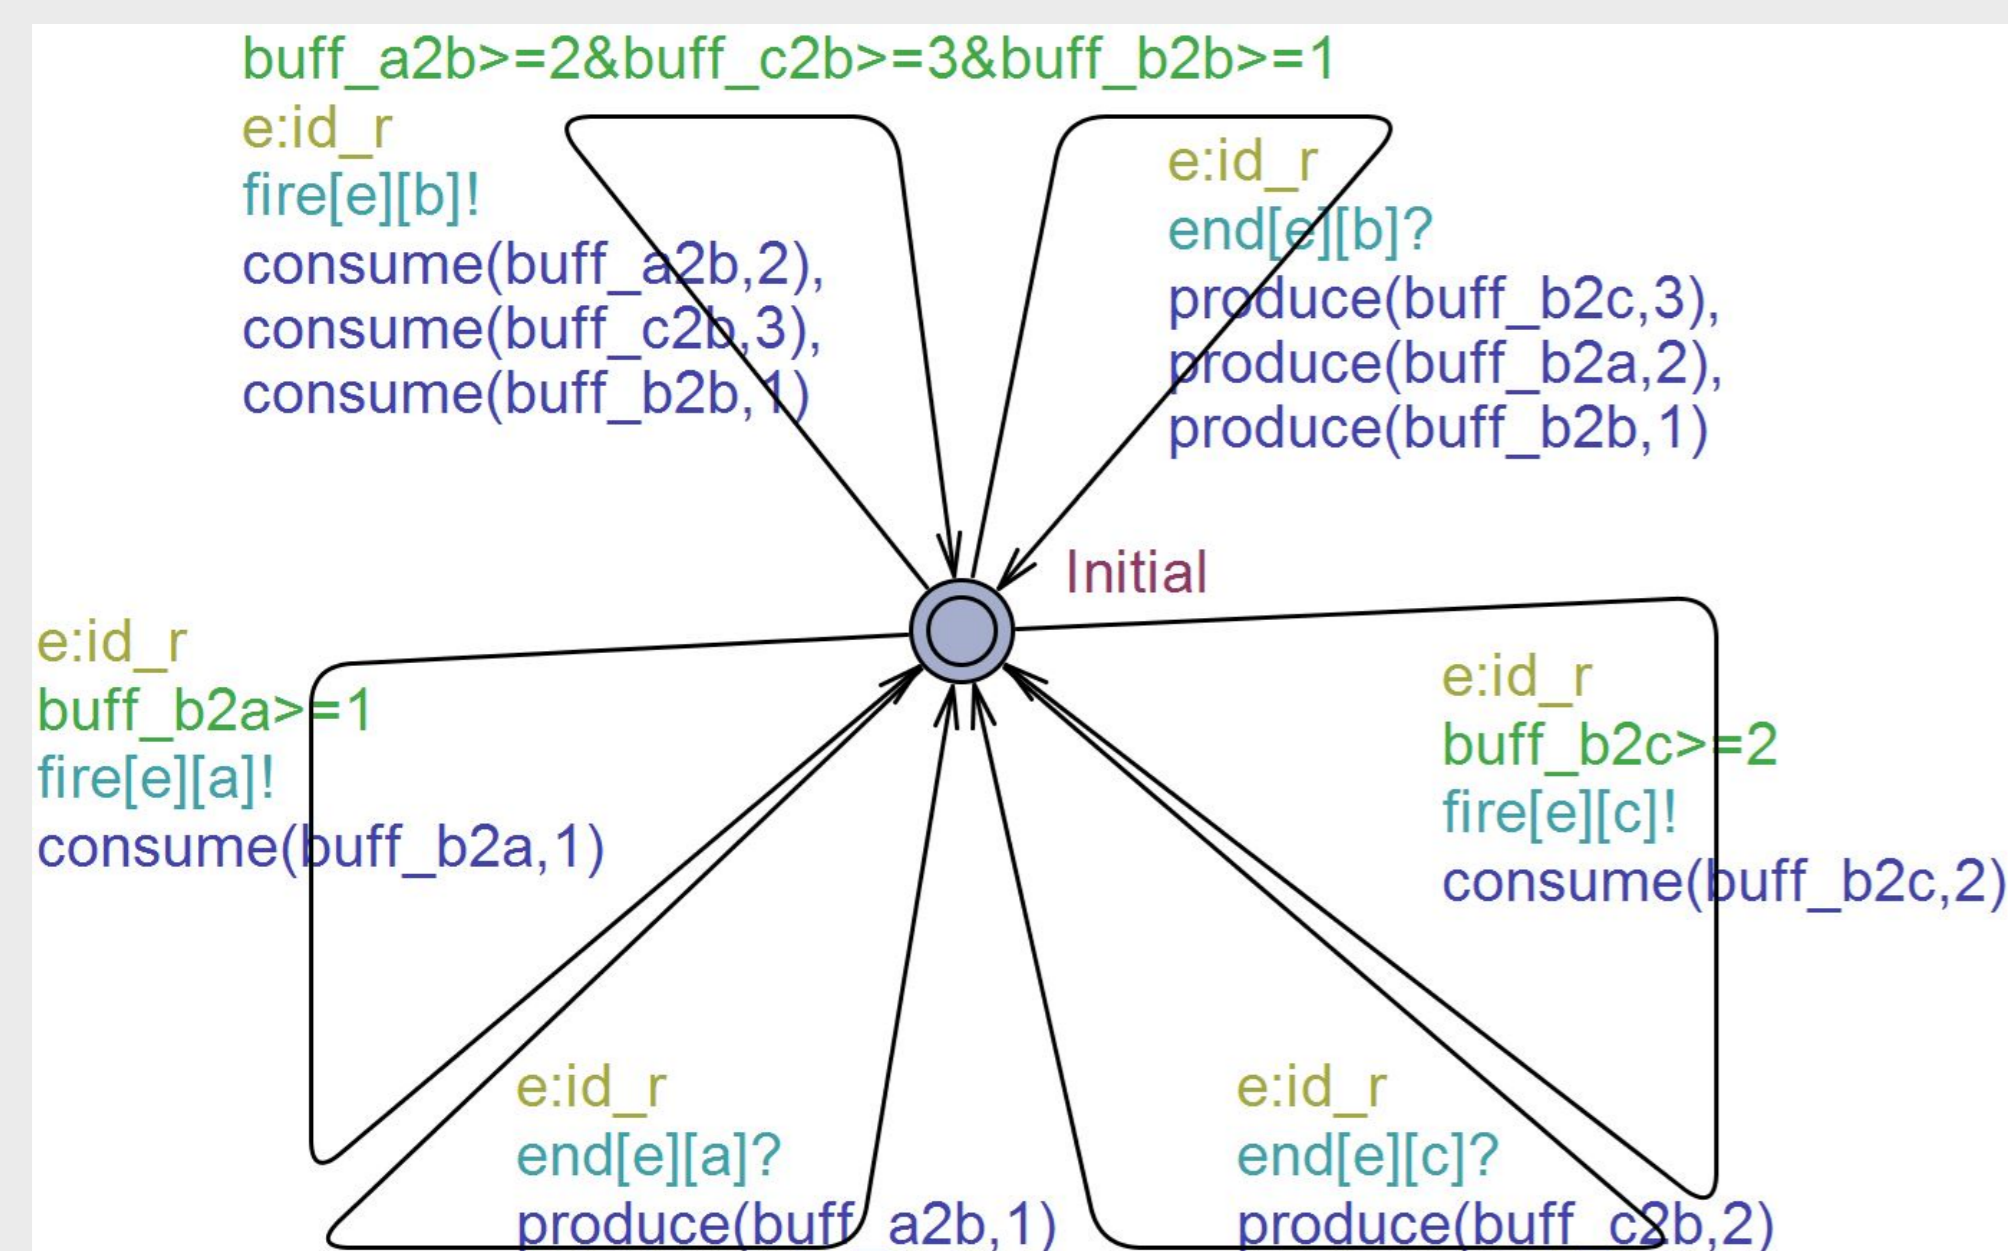 buff_a2b>=2&buff_c2b>=3&buff_b2b>=1
e:id_r
fire[e][b]!
consume(buff_a2b,2),
consume(buff_c2b,3),
consume(buff_b2b,1)
e:id_r
end[e][b]?
produce(buff_b2c,3),
produce(buff_b2a,2),
produce(buff_b2b,1)
Initial
e:id_r
buff_b2a>=1
fire[e][a]!
consume(buff_b2a,1)
e:id_r
buff_b2c>=2
fire[e][c]!
consume(buff_b2c,2)
e:id_r
end[e][a]?
produce(buff_a2b,1)
e:id_r
end[e][c]?
produce(buff_c2b,2)